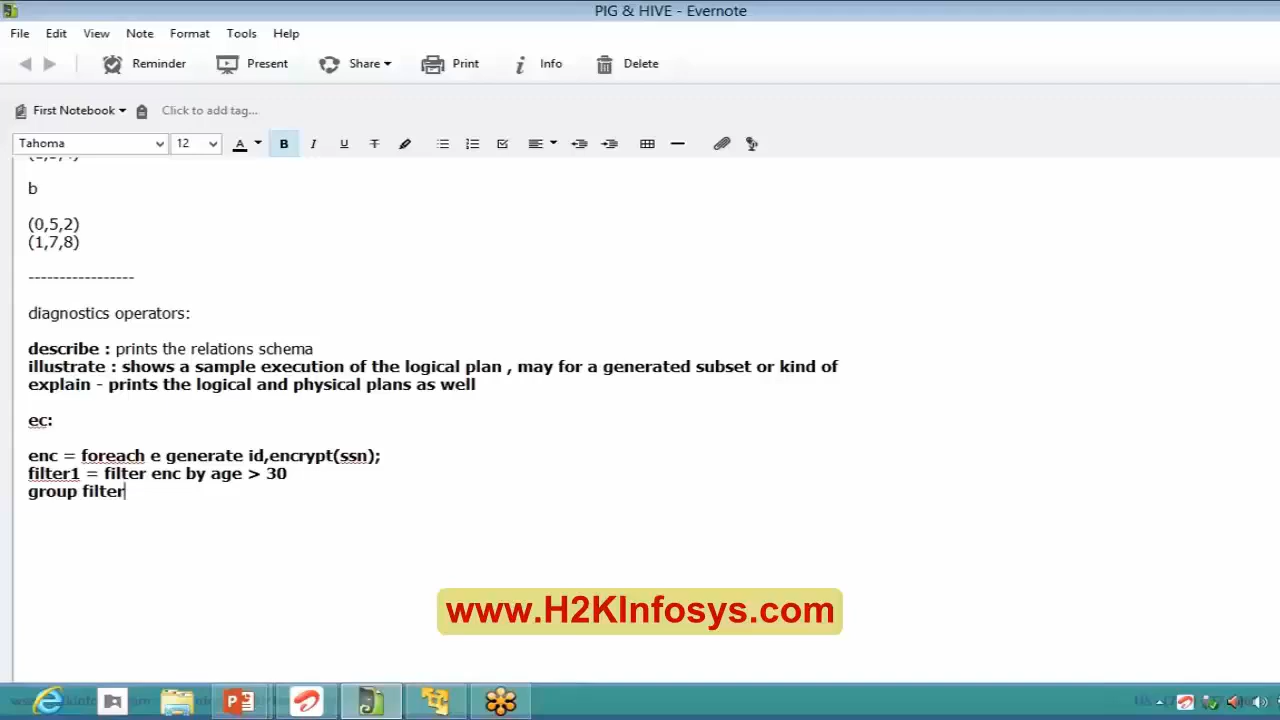 PIG & HIVE - Evernote
File Edit View Note Format Tools Help
Reminder Present Share Print Info Delete
First Notebook Click to add tag...
Tahoma 12 A B I U T
b
(0,5,2)
(1,7,8)
-----------------
diagnostics operators:
describe : prints the relations schema
illustrate : shows a sample execution of the logical plan , may for a generated subset or kind of
explain - prints the logical and physical plans as well
ec:
enc = foreach e generate id,encrypt(ssn);
filter1 = filter enc by age > 30
group filter
www.H2KInfosys.com